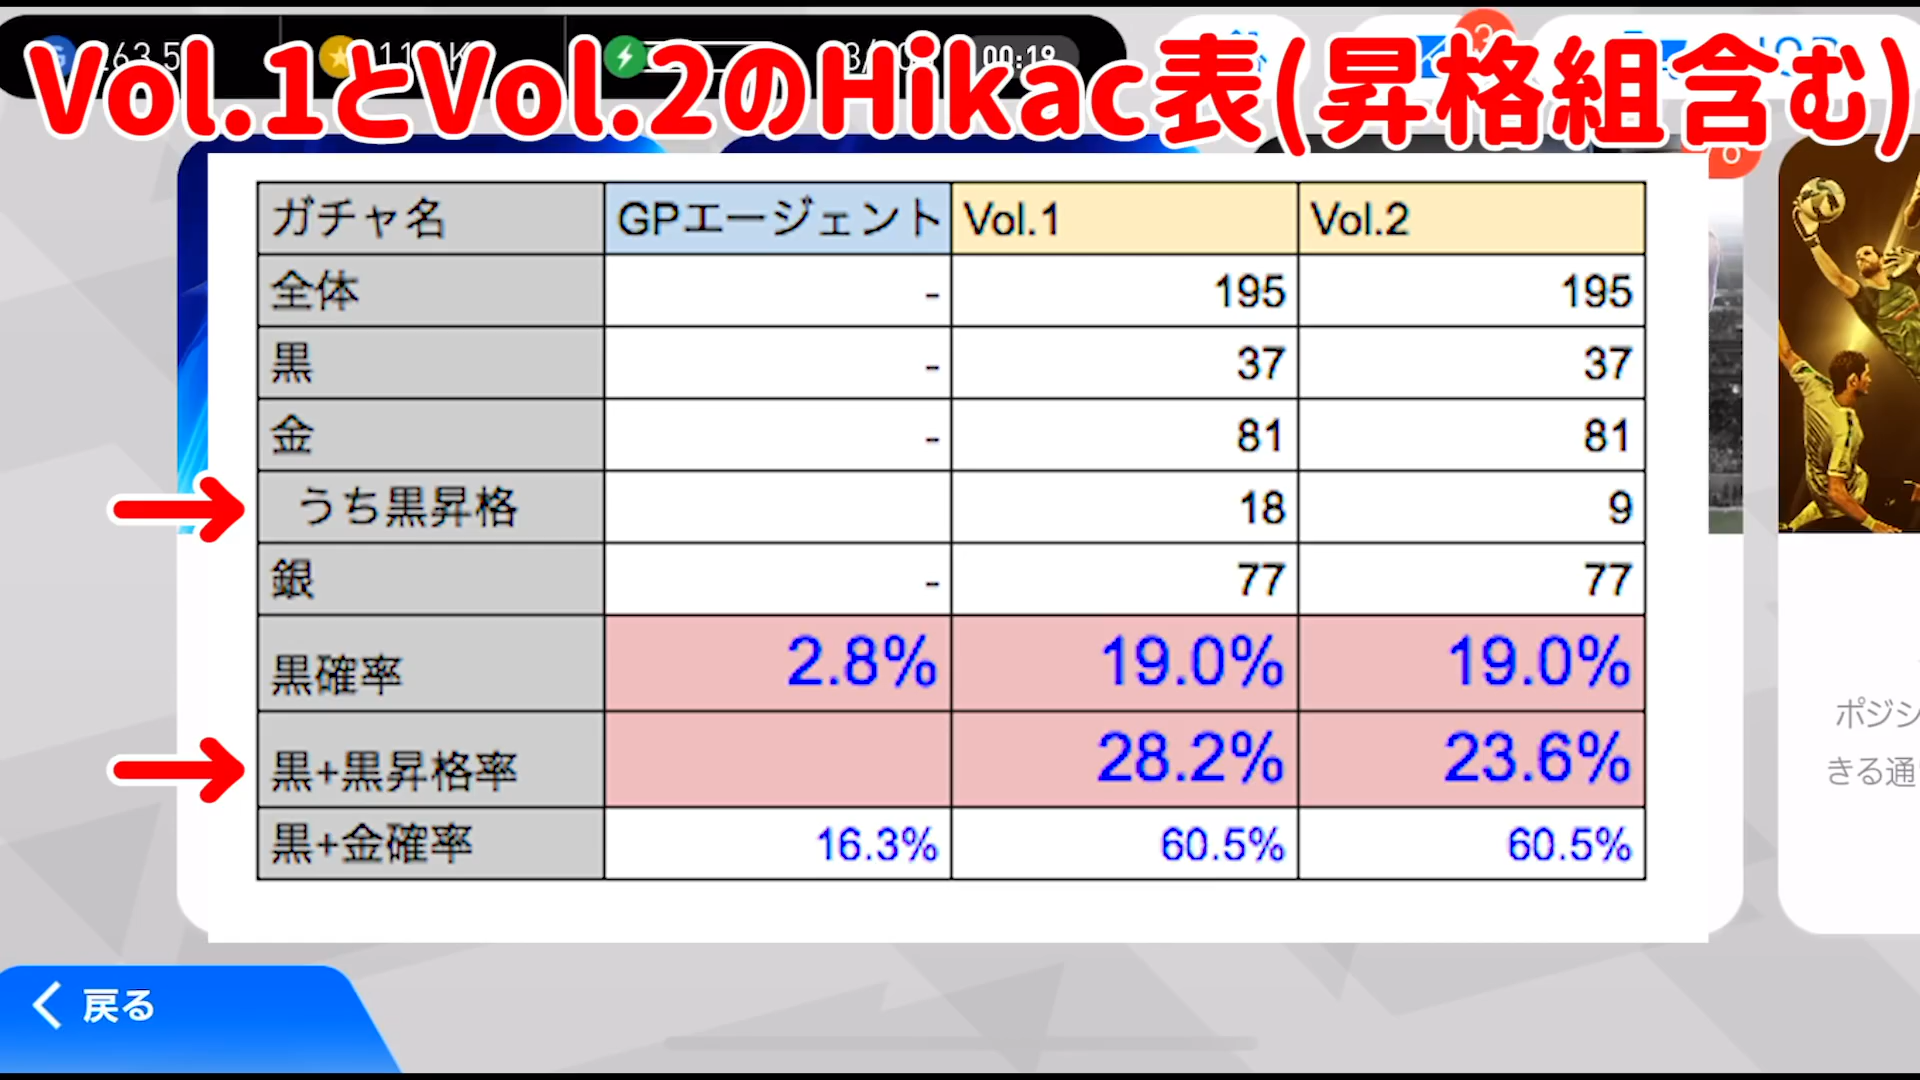 Vol.1とVol.2のHikac表(昇格組含む)
ガチャ名 GPエージェント Vol.1 Vol.2
全体 - 195 195
黒 - 37 37
金 - 81 81
うち黒昇格 18 9
銀 - 77 77
黒確率 2.8% 19.0% 19.0%
黒+黒昇格率 28.2% 23.6%
黒+金確率 16.3% 60.5% 60.5%
ポジシ
きる通
戻る